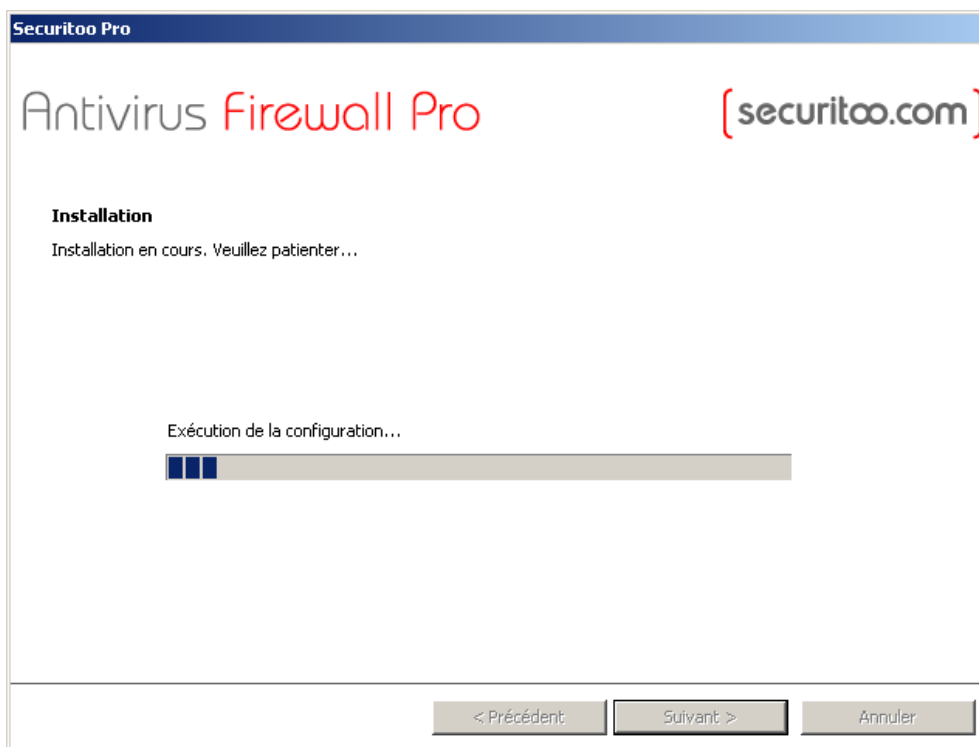 Securitoo Pro
Antivirus Firewall Pro
[securitoo.com]
Installation
Installation en cours. Veuillez patienter...
Exécution de la configuration...
< Précédent
Suivant >
Annuler